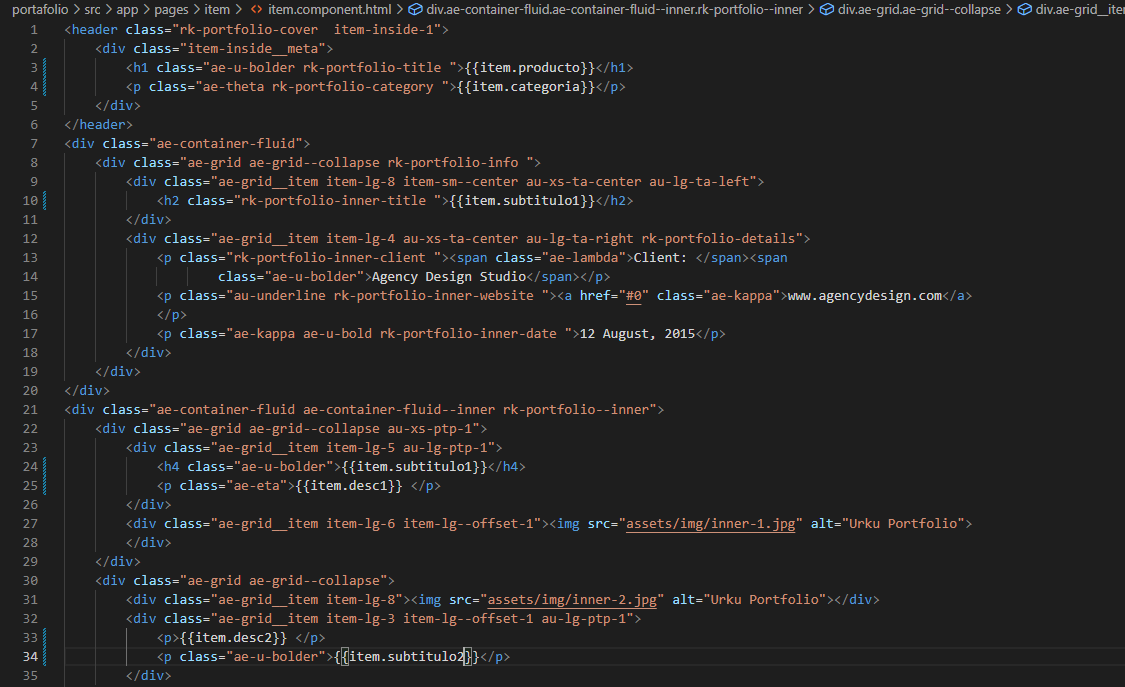 portafolio > src > app > pages > item > <> item.component.html > div.ae-container-fluid.ae-container-fluid--inner.rk-portfolio--inner > div.ae-grid.ae-grid--collapse > div.ae-grid__iter
1 <header class="rk-portfolio-cover  item-inside-1">
2     <div class="item-inside__meta">
3         <h1 class="ae-u-bolder rk-portfolio-title ">{{item.producto}}</h1>
4         <p class="ae-theta rk-portfolio-category ">{{item.categoria}}</p>
5     </div>
6 </header>
7 <div class="ae-container-fluid">
8     <div class="ae-grid ae-grid--collapse rk-portfolio-info ">
9         <div class="ae-grid__item item-lg-8 item-sm--center au-xs-ta-center au-lg-ta-left">
10             <h2 class="rk-portfolio-inner-title ">{{item.subtitulo1}}</h2>
11         </div>
12         <div class="ae-grid__item item-lg-4 au-xs-ta-center au-lg-ta-right rk-portfolio-details">
13             <p class="rk-portfolio-inner-client "><span class="ae-lambda">Client: </span><span
14                     class="ae-u-bolder">Agency Design Studio</span></p>
15             <p class="au-underline rk-portfolio-inner-website "><a href="#0" class="ae-kappa">www.agencydesign.com</a>
16             </p>
17             <p class="ae-kappa ae-u-bold rk-portfolio-inner-date ">12 August, 2015</p>
18         </div>
19     </div>
20 </div>
21 <div class="ae-container-fluid ae-container-fluid--inner rk-portfolio--inner">
22     <div class="ae-grid ae-grid--collapse au-xs-ptp-1">
23         <div class="ae-grid__item item-lg-5 au-lg-ptp-1">
24             <h4 class="ae-u-bolder">{{item.subtitulo1}}</h4>
25             <p class="ae-eta">{{item.desc1}} </p>
26         </div>
27         <div class="ae-grid__item item-lg-6 item-lg--offset-1"><img src="assets/img/inner-1.jpg" alt="Urku Portfolio">
28         </div>
29     </div>
30     <div class="ae-grid ae-grid--collapse">
31         <div class="ae-grid__item item-lg-8"><img src="assets/img/inner-2.jpg" alt="Urku Portfolio"></div>
32         <div class="ae-grid__item item-lg-3 item-lg--offset-1 au-lg-ptp-1">
33             <p>{{item.desc2}} </p>
34             <p class="ae-u-bolder">{{item.subtitulo2}}</p>
35         </div>